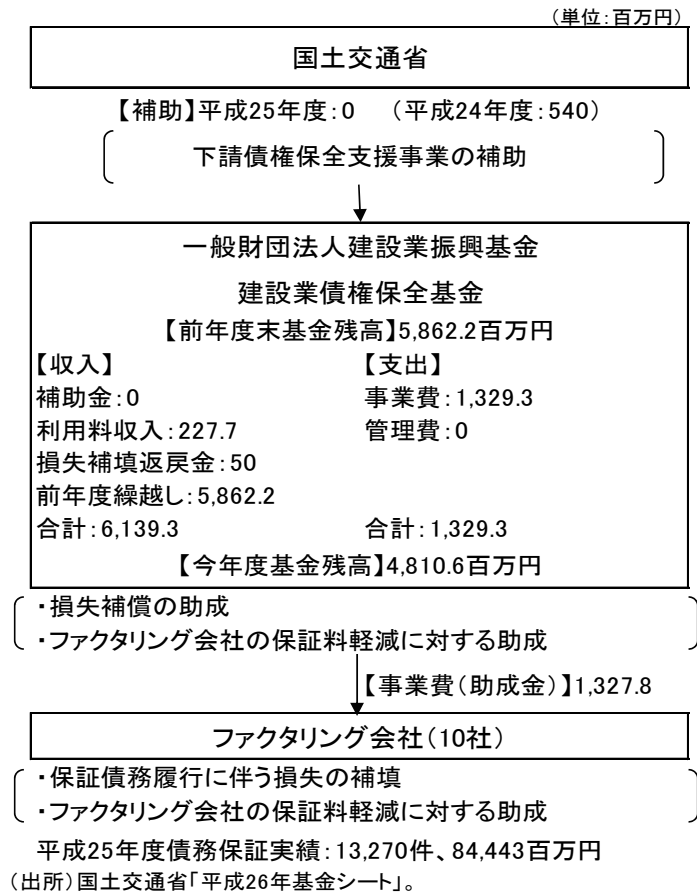 （単位：百万円）
国土交通省
【補助】平成25年度：0　（平成24年度：540）
下請債権保全支援事業の補助
一般財団法人建設業振興基金
建設業債権保全基金
【前年度末基金残高】5,862.2百万円
【収入】　【支出】
補助金：0　事業費：1,329.3
利用料収入：227.7　管理費：0
損失補填返戻金：50
前年度繰越し：5,862.2
合計：6,139.3　合計：1,329.3
【今年度基金残高】4,810.6百万円
・損失補償の助成
・ファクタリング会社の保証料軽減に対する助成
【事業費（助成金）】1,327.8
ファクタリング会社（10社）
・保証債務履行に伴う損失の補填
・ファクタリング会社の保証料軽減に対する助成
平成25年度債務保証実績：13,270件、84,443百万円
（出所）国土交通省「平成26年基金シート」。